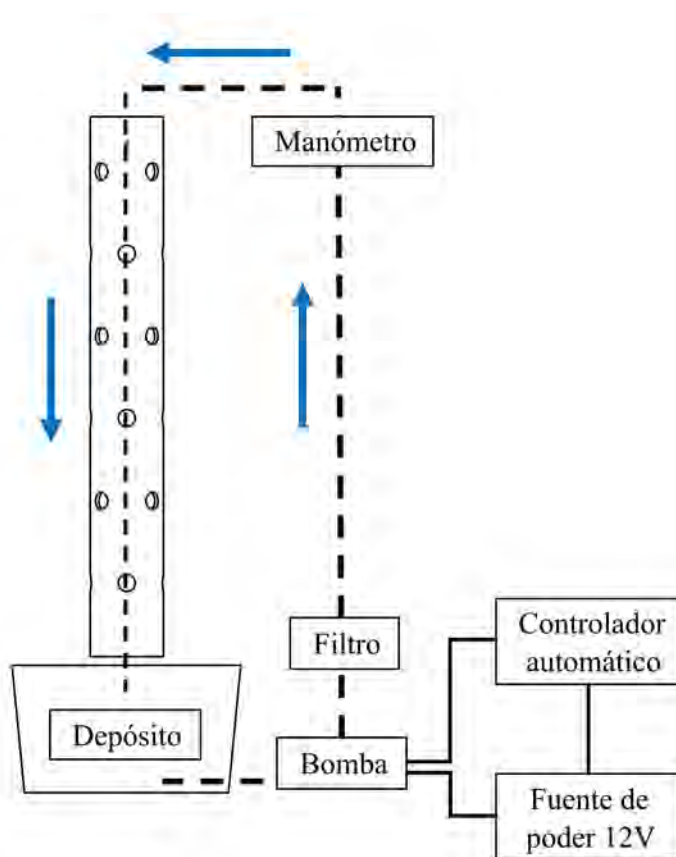 Manómetro
Filtro
Controlador
automático
Depósito
Bomba
Fuente de
poder 12V